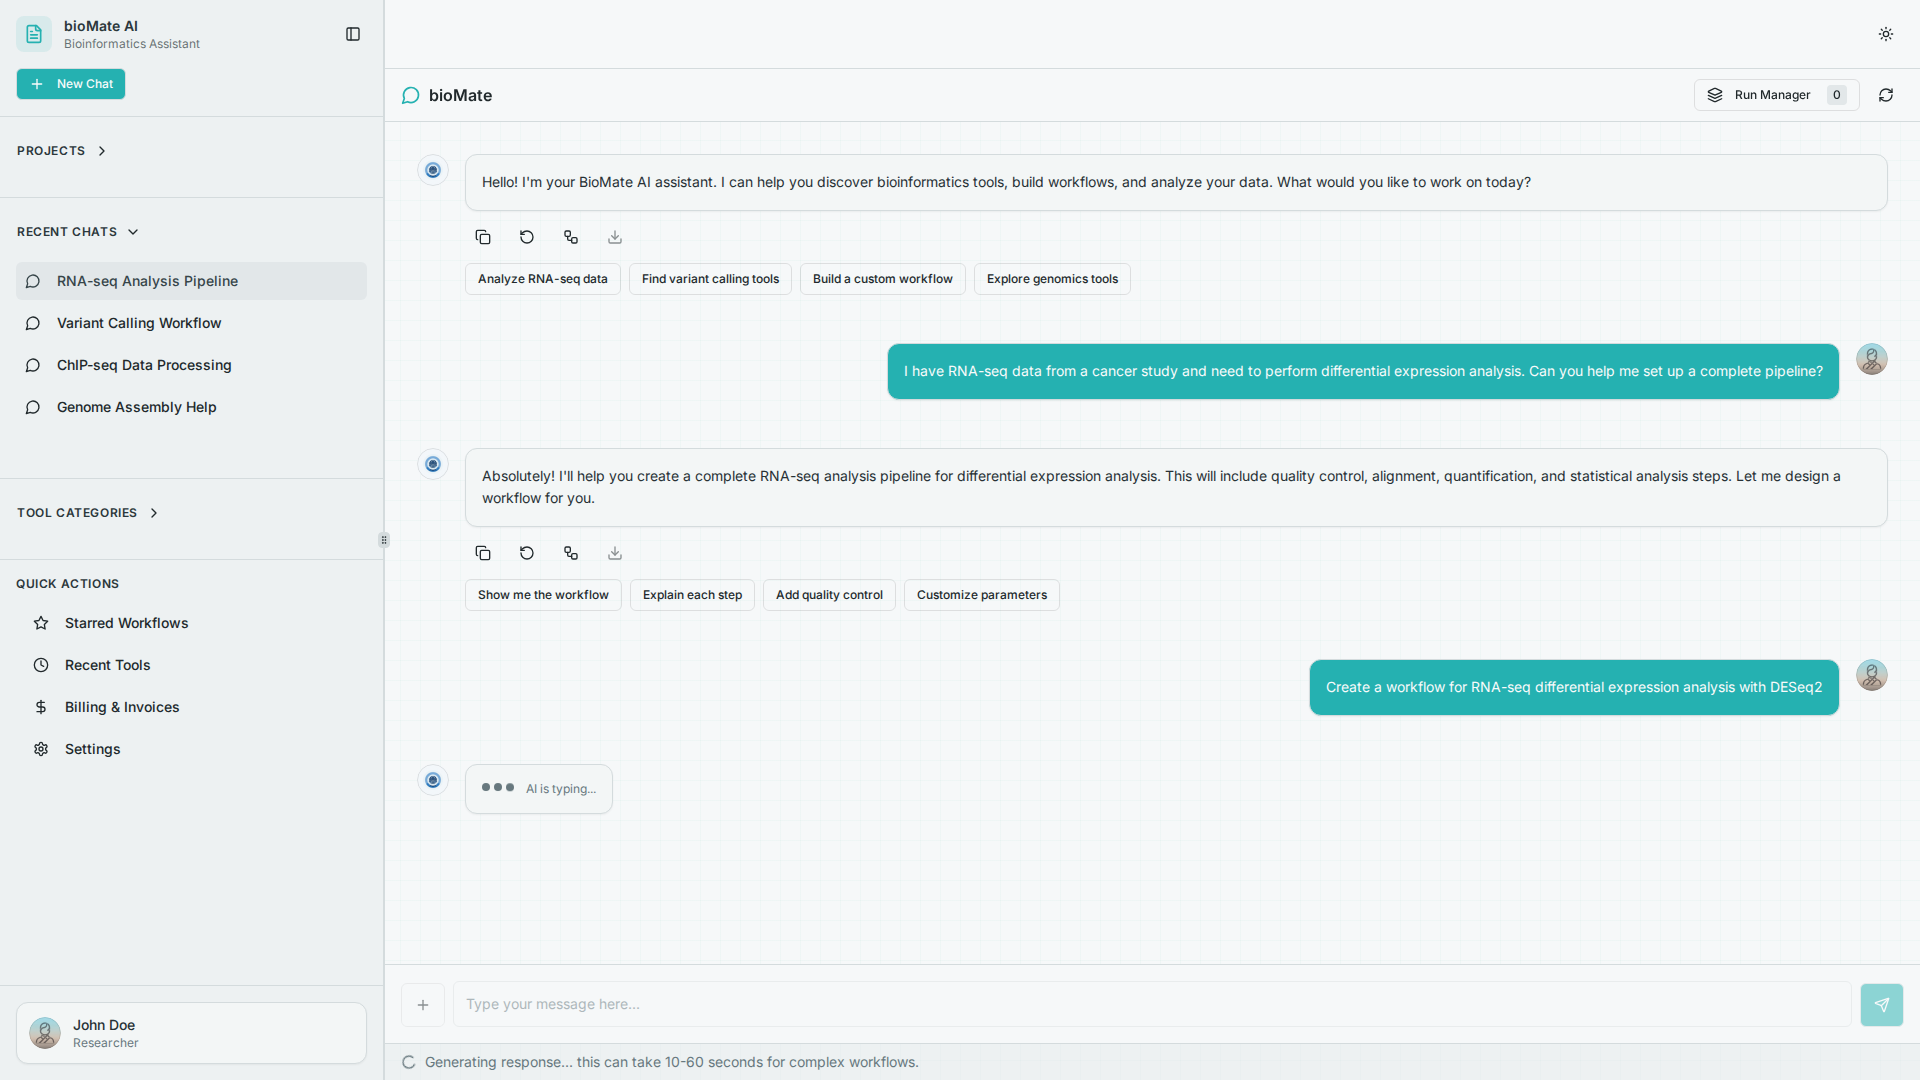 bioMate AI
Bioinformatics Assistant
New Chat
PROJECTS
RECENT CHATS
RNA-seq Analysis Pipeline
Variant Calling Workflow
ChIP-seq Data Processing
Genome Assembly Help
TOOL CATEGORIES
QUICK ACTIONS
Starred Workflows
Recent Tools
Billing & Invoices
Settings
John Doe
Researcher
bioMate
Run Manager 0
Hello! I'm your BioMate AI assistant. I can help you discover bioinformatics tools, build workflows, and analyze your data. What would you like to work on today?
Analyze RNA-seq data
Find variant calling tools
Build a custom workflow
Explore genomics tools
I have RNA-seq data from a cancer study and need to perform differential expression analysis. Can you help me set up a complete pipeline?
Absolutely! I'll help you create a complete RNA-seq analysis pipeline for differential expression analysis. This will include quality control, alignment, quantification, and statistical analysis steps. Let me design a
workflow for you.
Show me the workflow
Explain each step
Add quality control
Customize parameters
Create a workflow for RNA-seq differential expression analysis with DESeq2
AI is typing...
Type your message here...
Generating response... this can take 10-60 seconds for complex workflows.